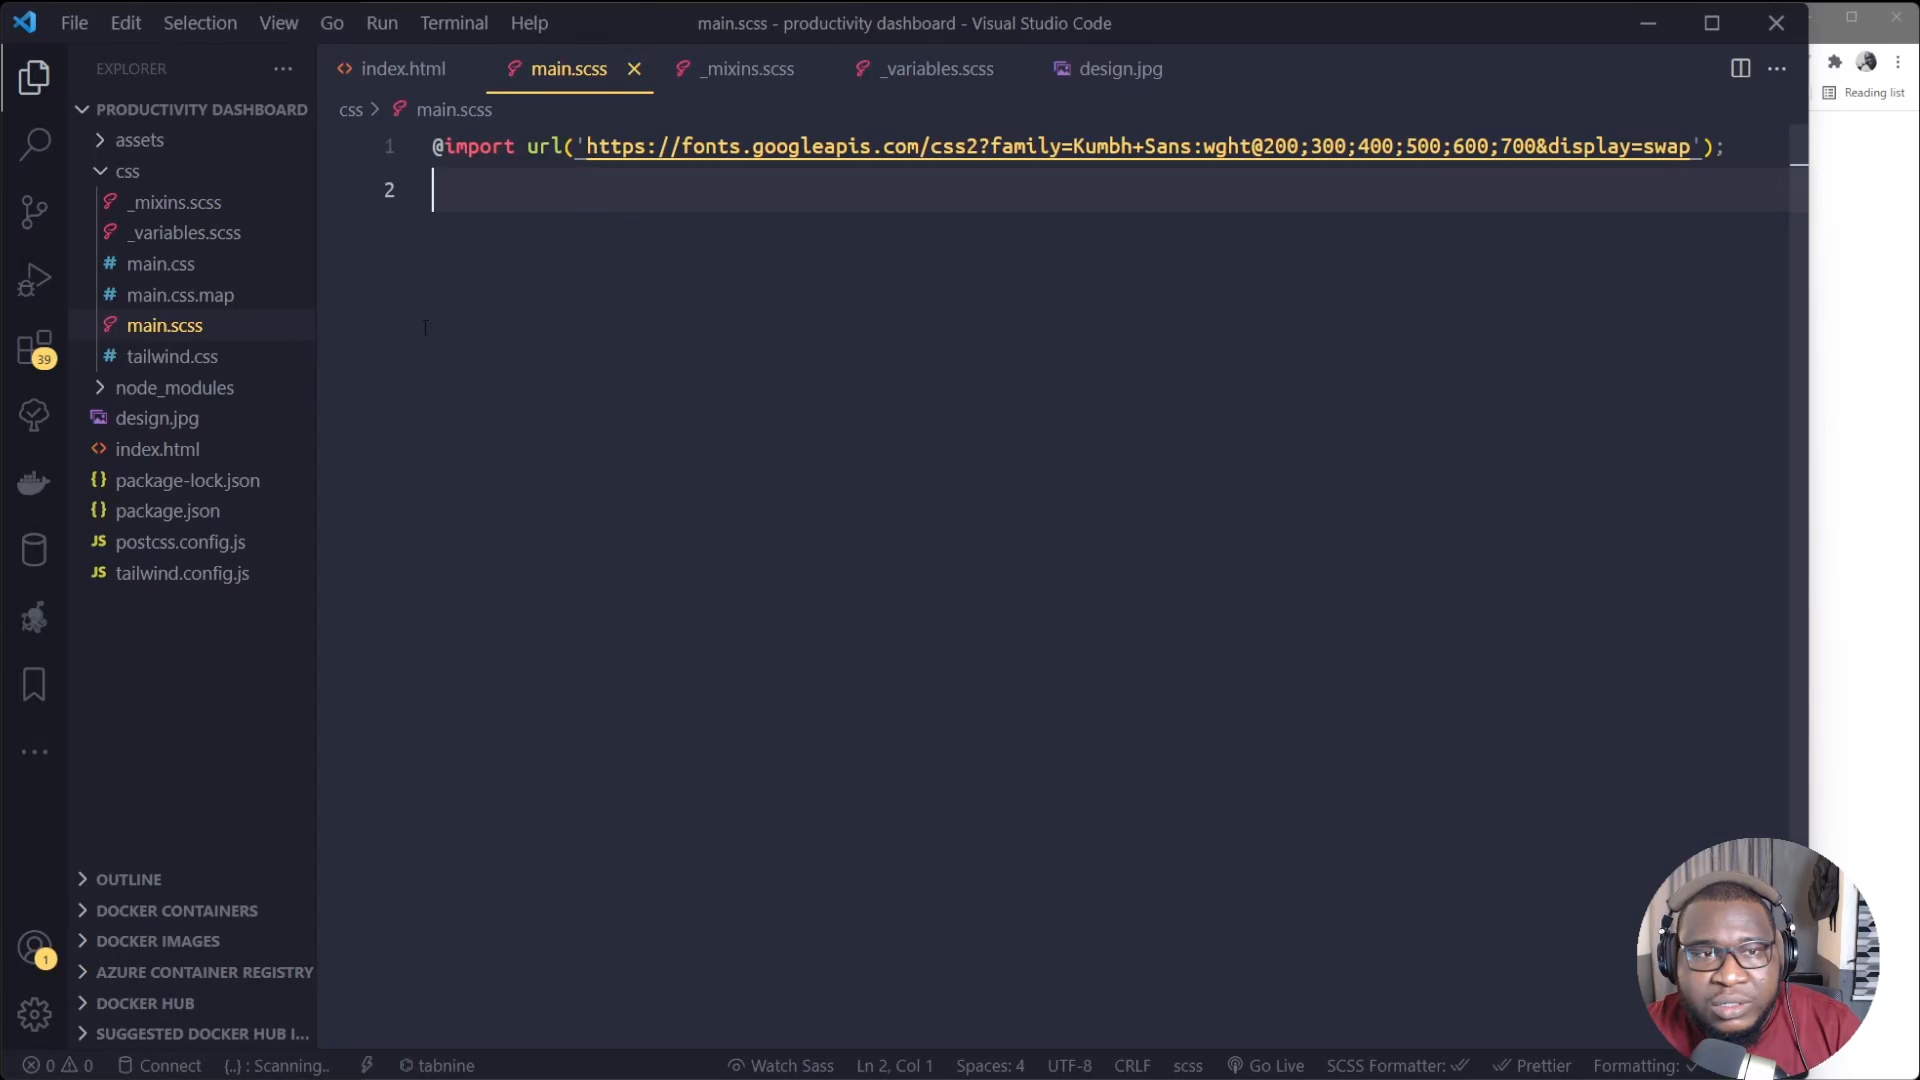 File Edit Selection View Go Run Terminal Help main.scss - productivity dashboard - Visual Studio Code
EXPLORER
index.html main.scss _mixins.scss _variables.scss design.jpg
Reading list
PRODUCTIVITY DASHBOARD
css > main.scss
assets
1 @import url('https://fonts.googleapis.com/css2?family=Kumbh+Sans:wght@200;300;400;500;600;700&display=swap');
css
2
_mixins.scss
_variables.scss
main.css
main.css.map
main.scss
39
tailwind.css
node_modules
design.jpg
index.html
package-lock.json
package.json
JS postcss.config.js
JS tailwind.config.js
OUTLINE
DOCKER CONTAINERS
DOCKER IMAGES
1
AZURE CONTAINER REGISTRY
DOCKER HUB
SUGGESTED DOCKER HUB I...
0 0 Connect {..} : Scanning.. tabnine Watch Sass Ln 2, Col 1 Spaces: 4 UTF-8 CRLF scss Go Live SCSS Formatter: Prettier Formatting: